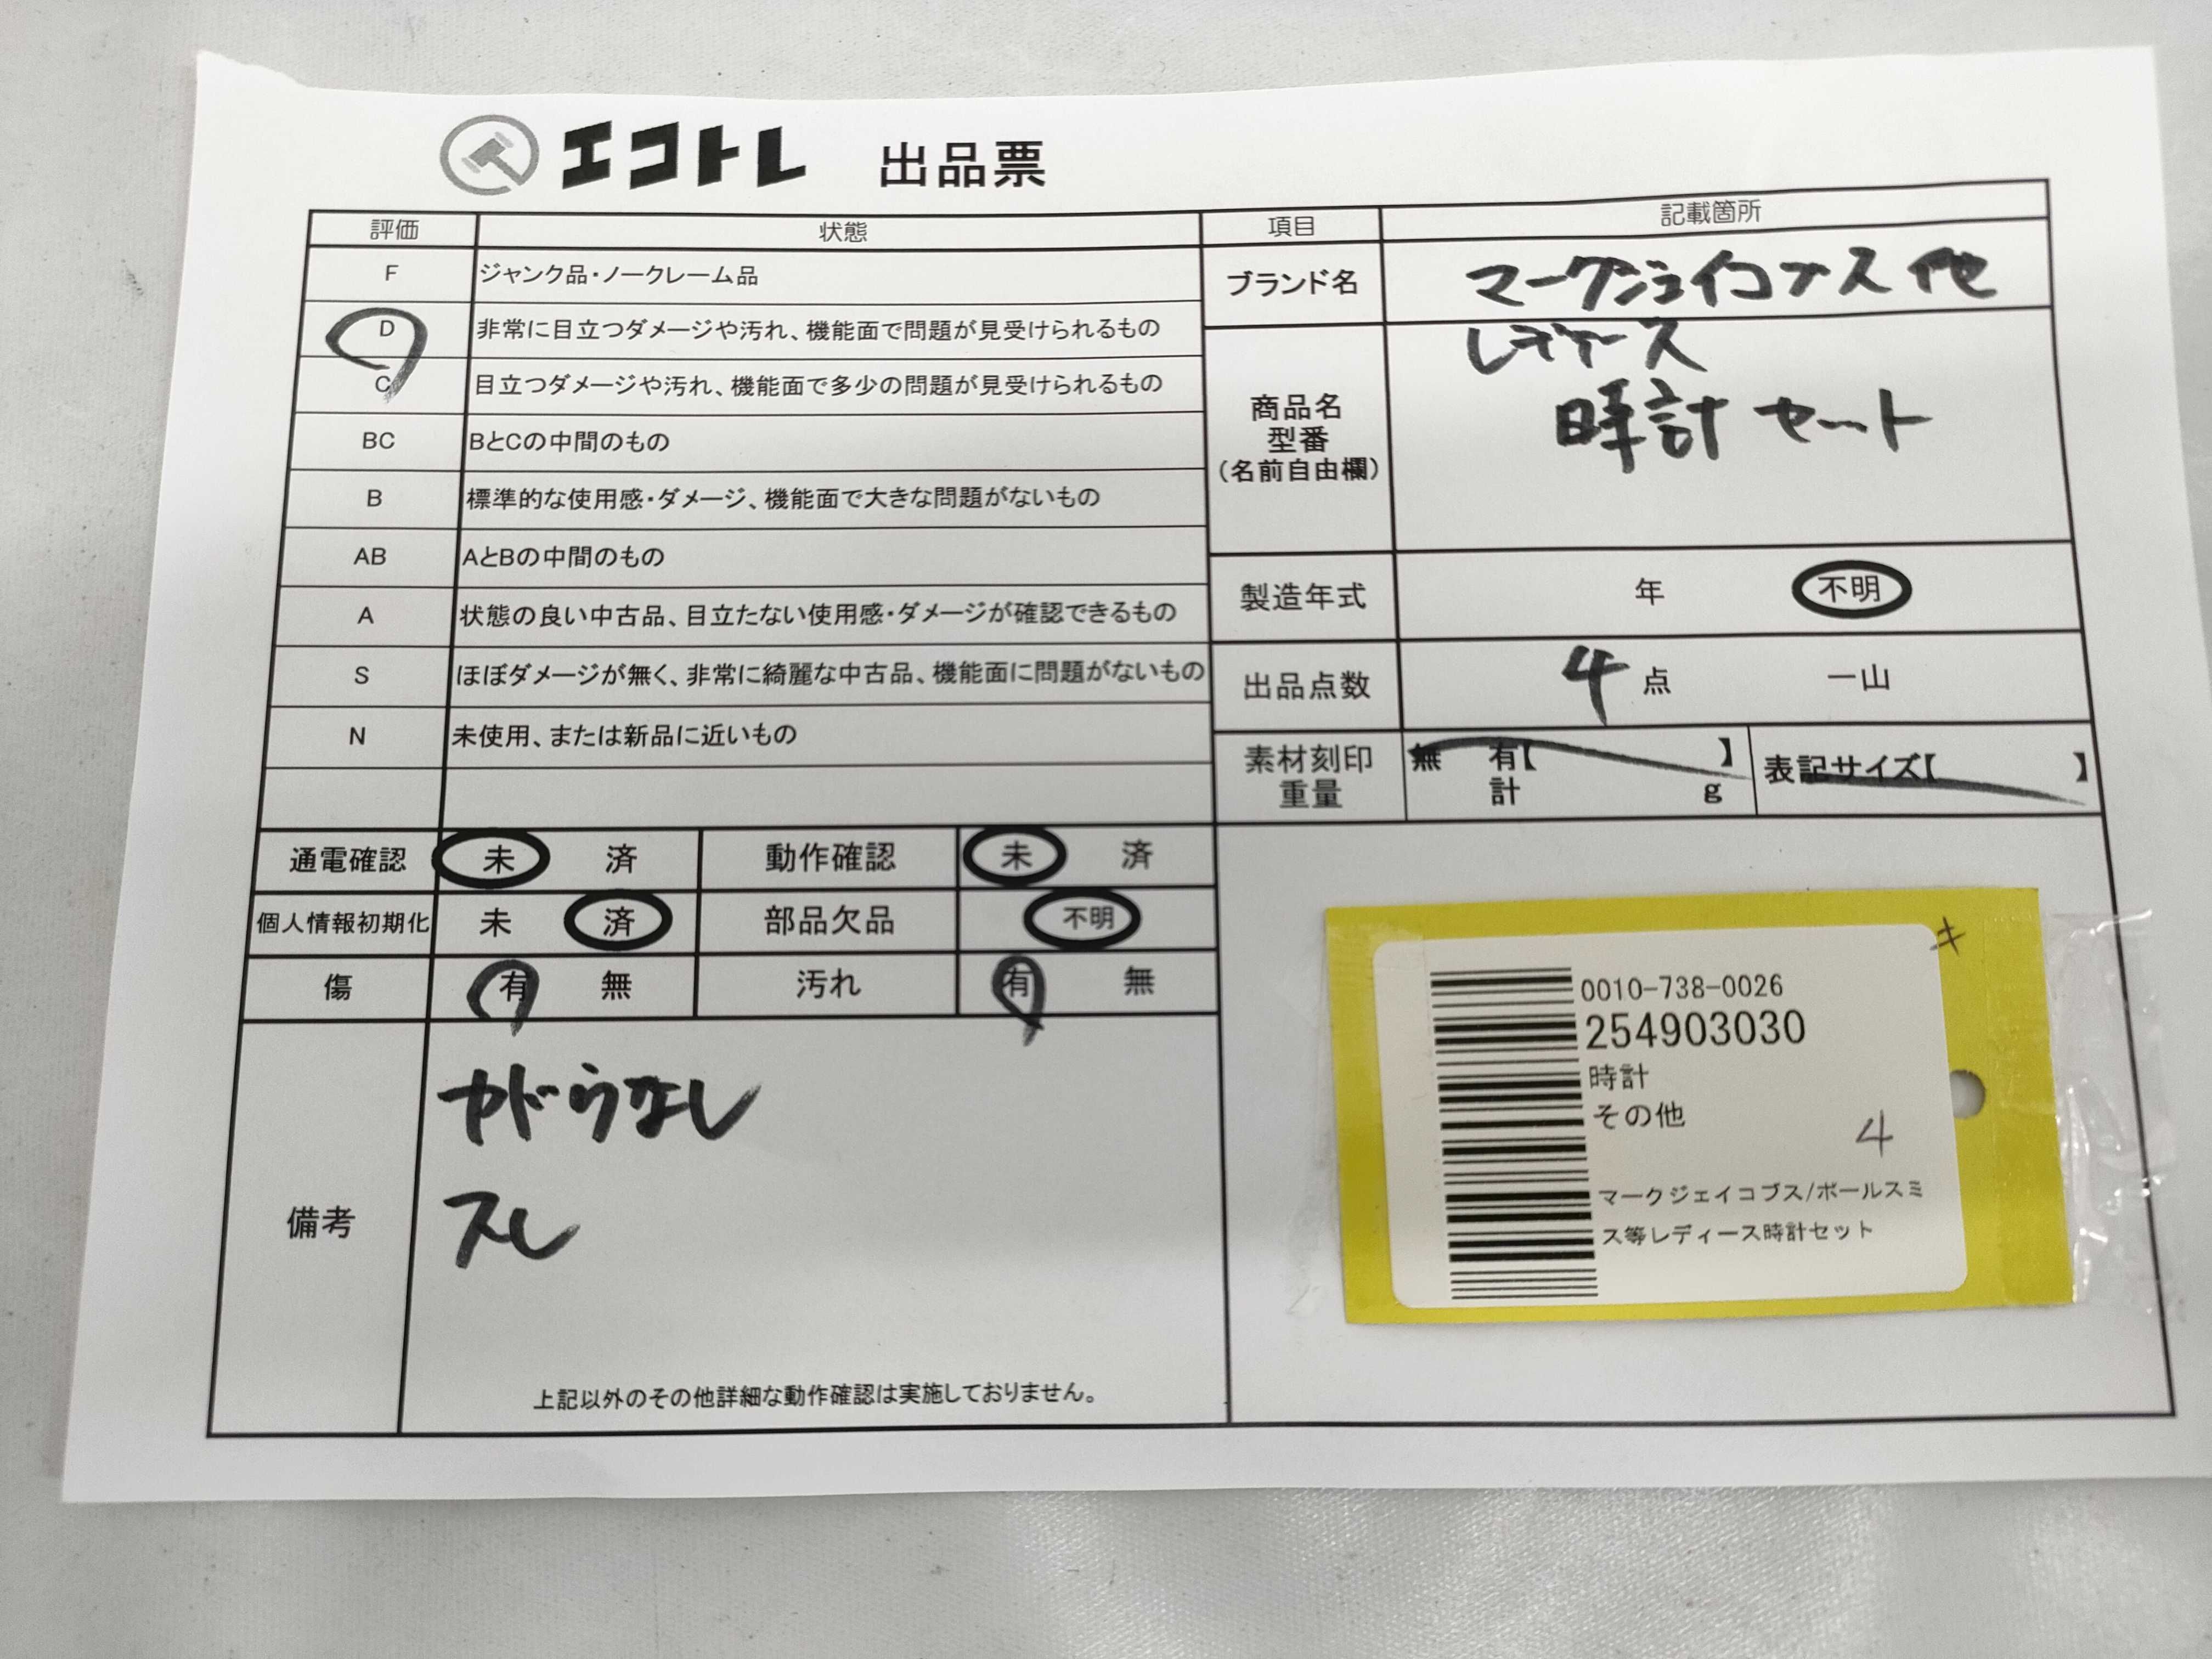 エコトレ 出品票
評価 状態 項目 記載箇所
F ジャンク品・ノークレーム品
D 非常に目立つダメージや汚れ、機能面で問題が見受けられるもの
C 目立つダメージや汚れ、機能面で多少の問題が見受けられるもの
BC BとCの中間のもの
B 標準的な使用感・ダメージ、機能面で大きな問題がないもの
AB AとBの中間のもの
A 状態の良い中古品、目立たない使用感・ダメージが確認できるもの
S ほぼダメージが無く、非常に綺麗な中古品、機能面に問題がないもの
N 未使用、または新品に近いもの
ブランド名 マークジェイコブス 他
商品名
型番
(名前自由欄)
レディース
時計 セット
製造年式 年 不明
出品点数 4 点 一山
素材刻印
重量
無 有【 】
計 g
表記サイズ【 】
通電確認 未 済 動作確認 未 済
個人情報初期化 未 済 部品欠品 不明
傷 有 無 汚れ 有 無
備考
カドウなし
スレ
上記以外のその他詳細な動作確認は実施しておりません。
キ
0010-738-0026
254903030
時計
その他
4
マークジェイコブス/ポールスミ
ス等レディース時計セット